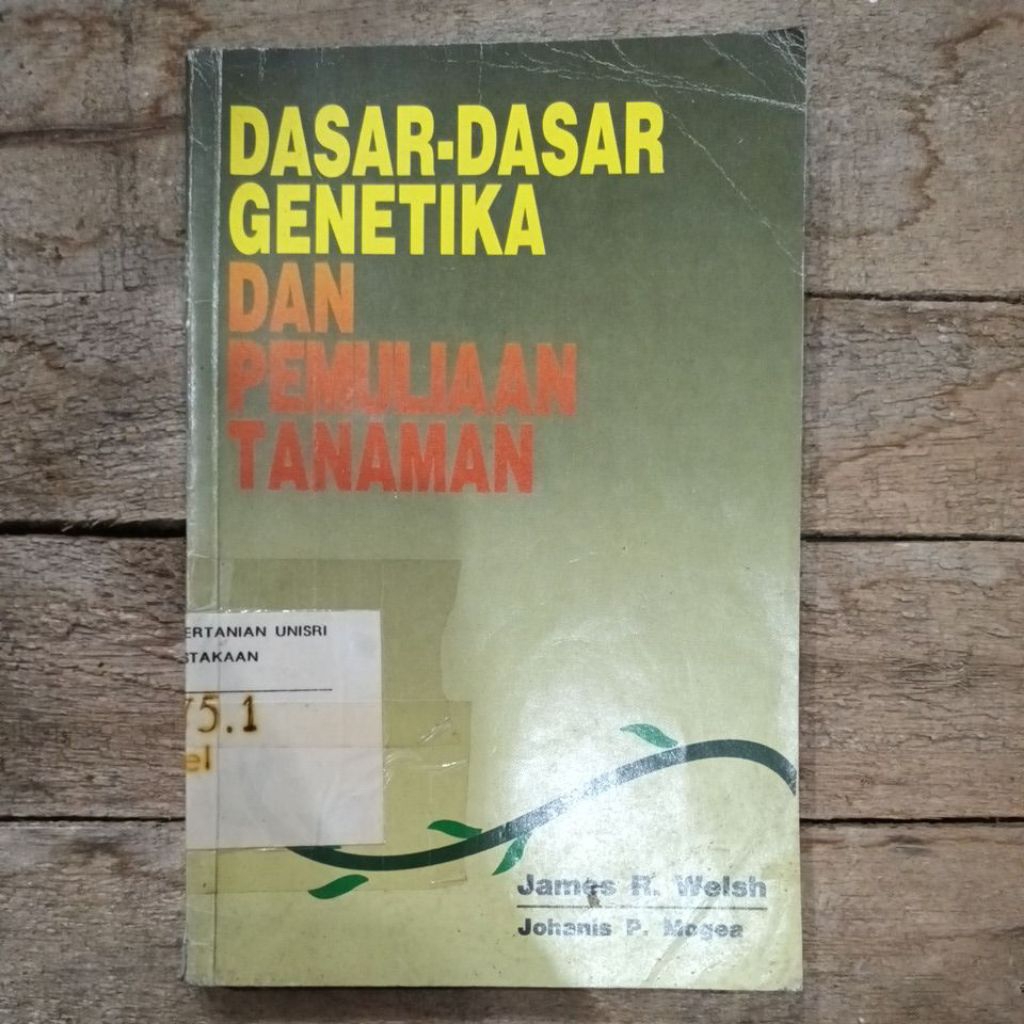 DASAR-DASAR
GENETIKA
DAN
PEMULIAAN
TANAMAN
ERTANIAN UNISRI
STAKAAN
75.1
el
James R. Welsh
Johanis P. Mogea